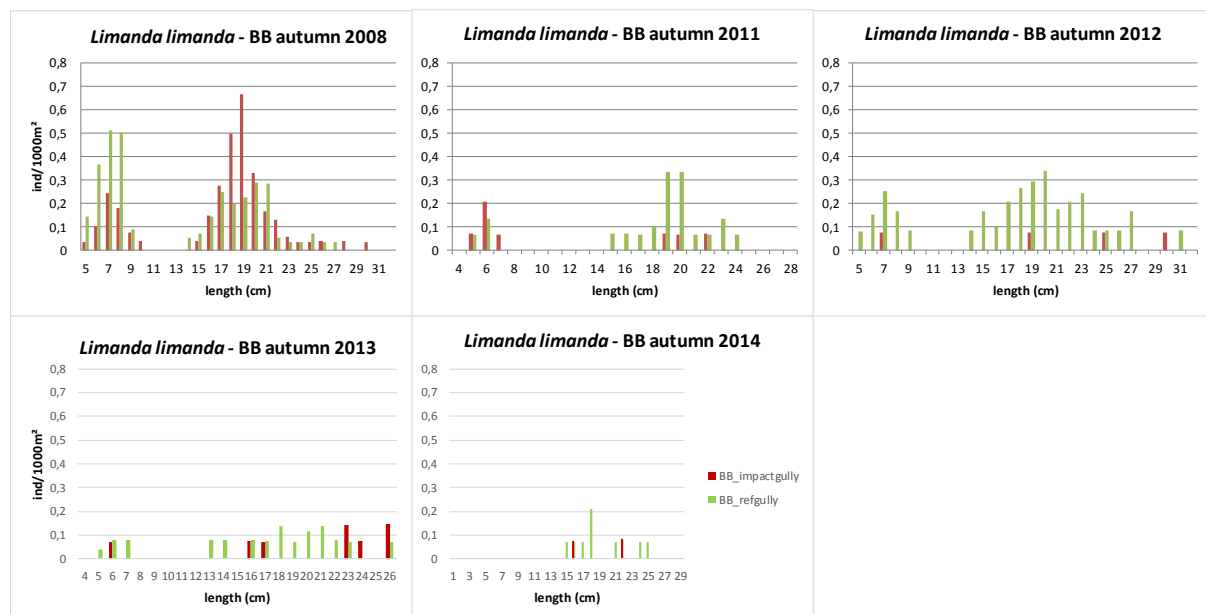 Limanda limanda - BB autumn 2008
0,8
0,7
0,6
0,5
0,4
0,3
0,2
0,1
0
ind/1000m²
5 7 9 11 13 15 17 19 21 23 25 27 29 31
length (cm)
Limanda limanda - BB autumn 2011
0,8
0,7
0,6
0,5
0,4
0,3
0,2
0,1
0
4 6 8 10 12 14 16 18 20 22 24 26 28
length (cm)
Limanda limanda - BB autumn 2012
0,8
0,7
0,6
0,5
0,4
0,3
0,2
0,1
0
5 7 9 11 13 15 17 19 21 23 25 27 29 31
length (cm)
Limanda limanda - BB autumn 2013
0,8
0,7
0,6
0,5
0,4
0,3
0,2
0,1
0
ind/1000m²
4 5 6 7 8 9 10 11 12 13 14 15 16 17 18 19 20 21 22 23 24 25 26
length (cm)
Limanda limanda - BB autumn 2014
0,8
0,7
0,6
0,5
0,4
0,3
0,2
0,1
0
1 3 5 7 9 11 13 15 17 19 21 23 25 27 29
length (cm)
BB_impactgully
BB_refgully